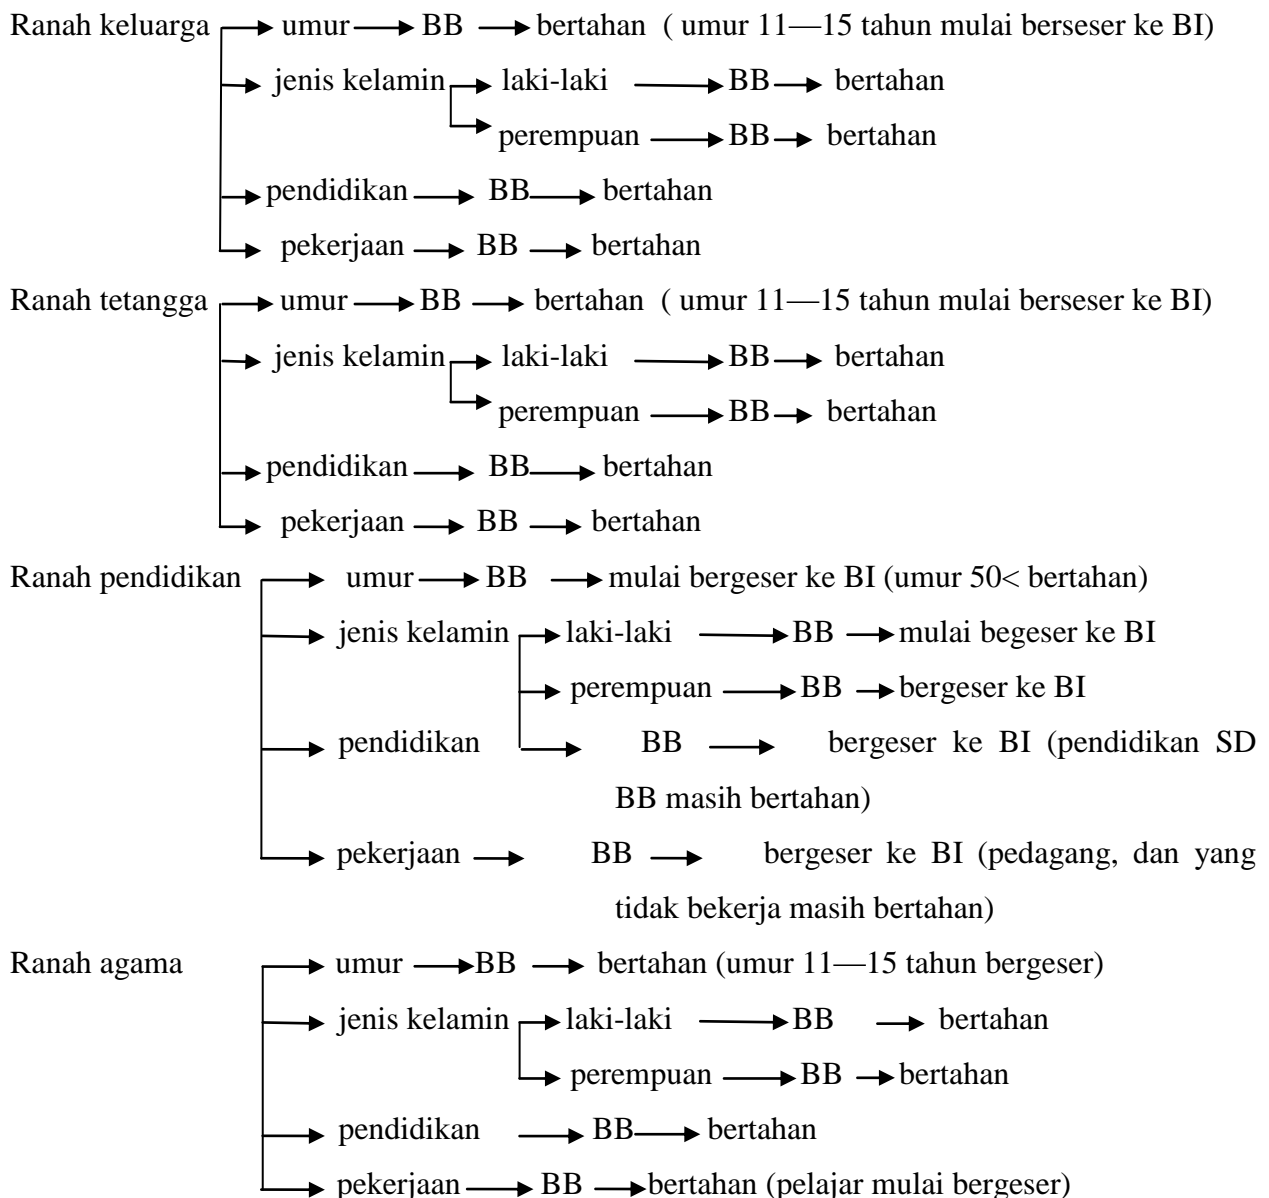 Ranah keluarga → umur → BB → bertahan ( umur 11—15 tahun mulai berseser ke BI)
→ jenis kelamin → laki-laki → BB → bertahan
→ perempuan → BB → bertahan
→ pendidikan → BB → bertahan
→ pekerjaan → BB → bertahan
Ranah tetangga → umur → BB → bertahan ( umur 11—15 tahun mulai berseser ke BI)
→ jenis kelamin → laki-laki → BB → bertahan
→ perempuan → BB → bertahan
→ pendidikan → BB → bertahan
→ pekerjaan → BB → bertahan
Ranah pendidikan → umur → BB → mulai bergeser ke BI (umur 50< bertahan)
→ jenis kelamin → laki-laki → BB → mulai begeser ke BI
→ perempuan → BB → bergeser ke BI
→ pendidikan → BB → bergeser ke BI (pendidikan SD
BB masih bertahan)
→ pekerjaan → BB → bergeser ke BI (pedagang, dan yang
tidak bekerja masih bertahan)
Ranah agama → umur → BB → bertahan (umur 11—15 tahun bergeser)
→ jenis kelamin → laki-laki → BB → bertahan
→ perempuan → BB → bertahan
→ pendidikan → BB → bertahan
→ pekerjaan → BB → bertahan (pelajar mulai bergeser)